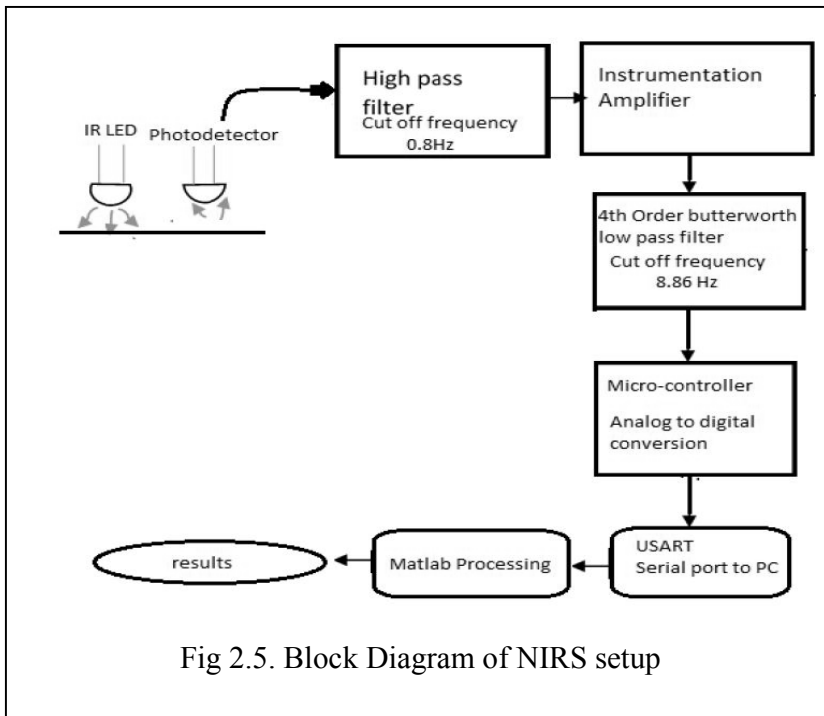 IR LED
Photodetector
High pass
filter
Cut off frequency
0.8Hz
Instrumentation
Amplifier
4th Order butterworth
low pass filter
Cut off frequency
8.86 Hz
Micro-controller
Analog to digital
conversion
USART
Serial port to PC
Matlab Processing
results
Fig 2.5. Block Diagram of NIRS setup